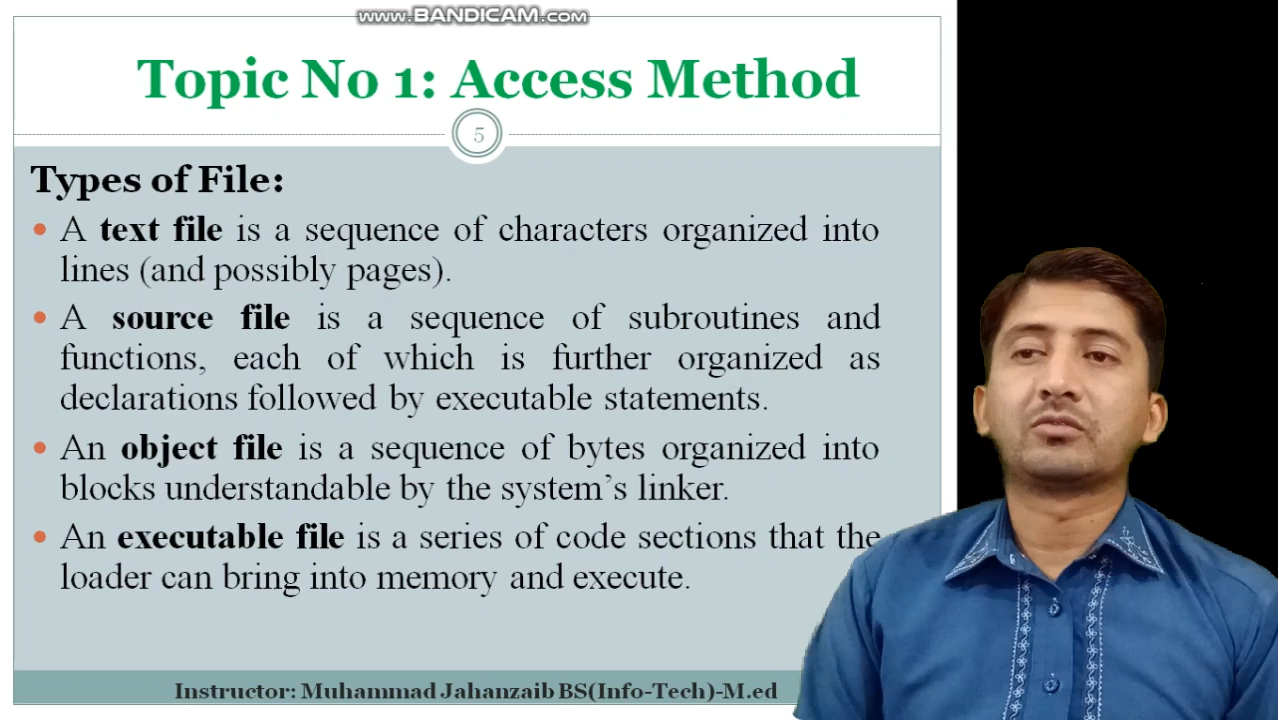 www.BANDICAM.com
Topic No 1: Access Method
5
Types of File:
• A text file is a sequence of characters organized into
lines (and possibly pages).
• A source file is a sequence of subroutines and
functions, each of which is further organized as
declarations followed by executable statements.
• An object file is a sequence of bytes organized into
blocks understandable by the system's linker.
• An executable file is a series of code sections that the
loader can bring into memory and execute.
Instructor: Muhammad Jahanzaib BS(Info-Tech)-M.ed